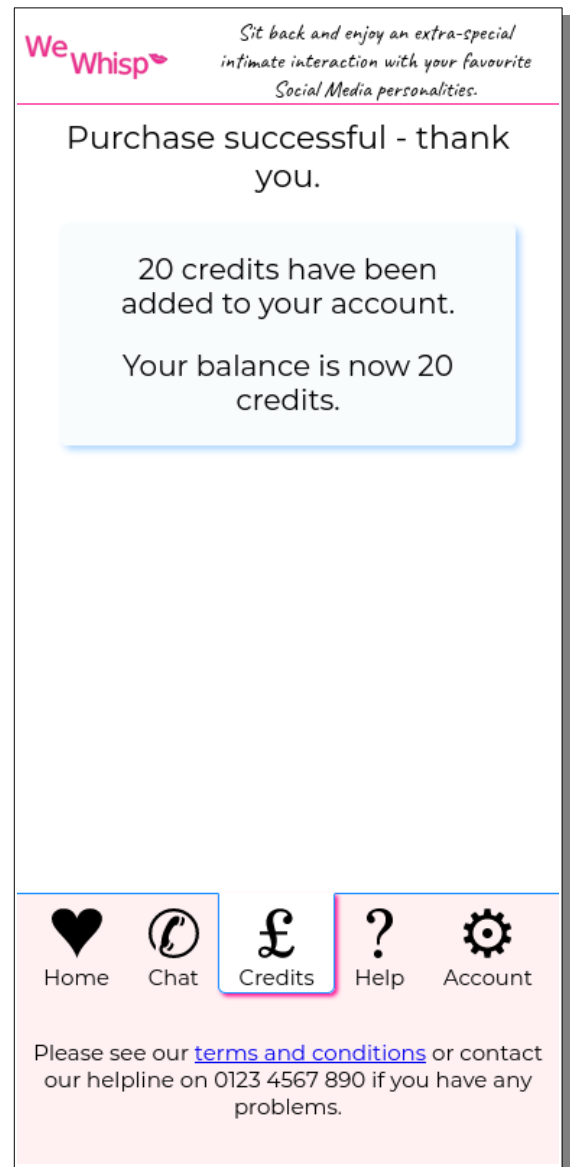 We Whisp
Sit back and enjoy an extra-special
intimate interaction with your favourite
Social Media personalities.
Purchase successful - thank
you.
20 credits have been
added to your account.
Your balance is now 20
credits.
£
?
Home
Chat
Credits
Help
Account
Please see our terms and conditions or contact
our helpline on 0123 4567 890 if you have any
problems.